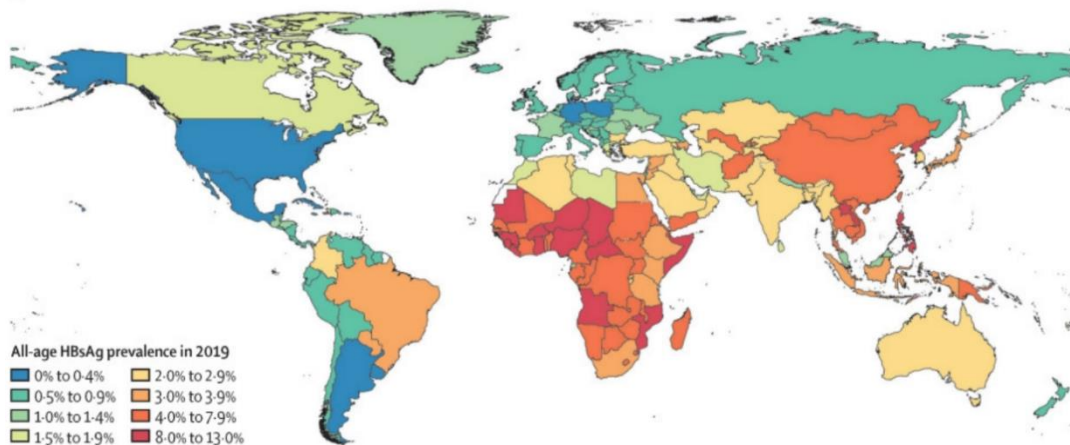 All-age HBsAg prevalence in 2019
0% to 0·4%
0·5% to 0·9%
1·0% to 1·4%
1·5% to 1·9%
2·0% to 2·9%
3·0% to 3·9%
4·0% to 7·9%
8·0% to 13·0%